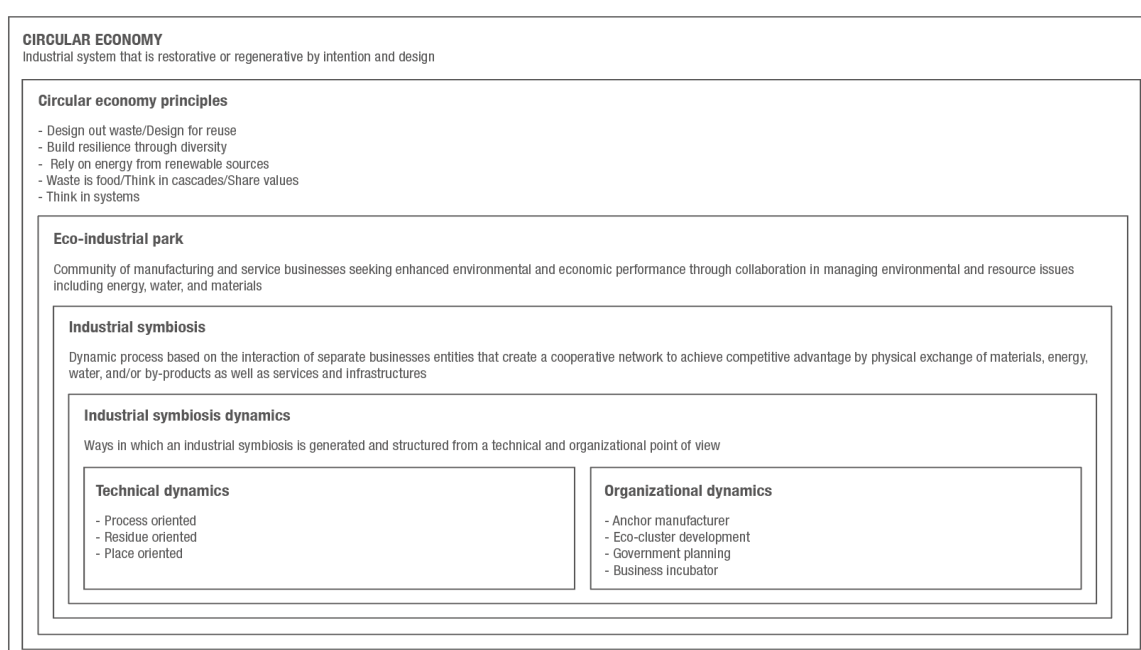 CIRCULAR ECONOMY
Industrial system that is restorative or regenerative by intention and design
Circular economy principles
- Design out waste/Design for reuse
- Build resilience through diversity
- Rely on energy from renewable sources
- Waste is food/Think in cascades/Share values
- Think in systems
Eco-industrial park
Community of manufacturing and service businesses seeking enhanced environmental and economic performance through collaboration in managing environmental and resource issues
including energy, water, and materials
Industrial symbiosis
Dynamic process based on the interaction of separate businesses entities that create a cooperative network to achieve competitive advantage by physical exchange of materials, energy,
water, and/or by-products as well as services and infrastructures
Industrial symbiosis dynamics
Ways in which an industrial symbiosis is generated and structured from a technical and organizational point of view
Technical dynamics
- Process oriented
- Residue oriented
- Place oriented
Organizational dynamics
- Anchor manufacturer
- Eco-cluster development
- Government planning
- Business incubator